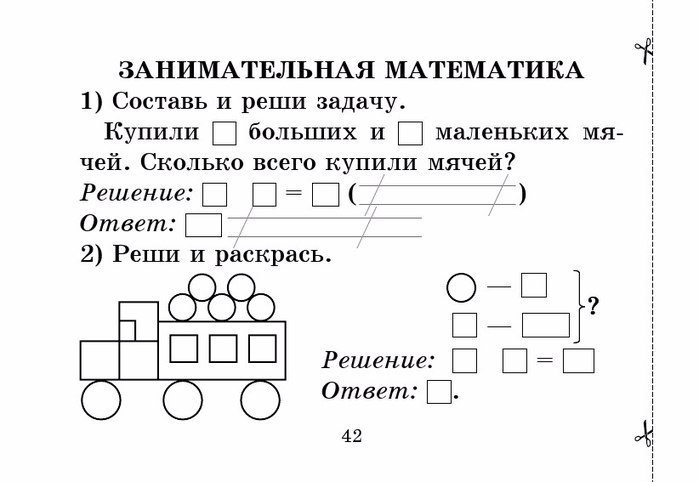 ЗАНИМАТЕЛЬНАЯ МАТЕМАТИКА
1) Составь и реши задачу.
Купили □ больших и □ маленьких мя-
чей. Сколько всего купили мячей?
Решение: □ □ = □ ( )
Ответ: □
2) Реши и раскрась.
○ — □
□ — □ } ?
Решение: □ □ = □
Ответ: □.
42